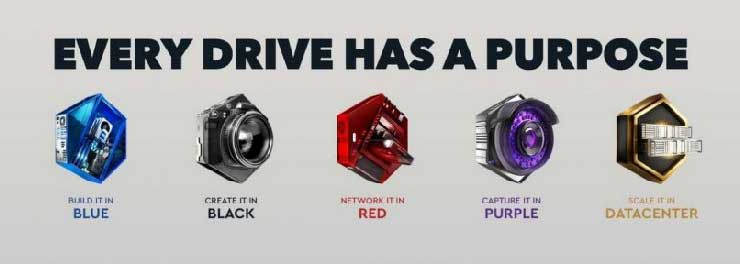 EVERY DRIVE HAS A PURPOSE
BUILD IT IN
BLUE
CREATE IT IN
BLACK
NETWORK IT IN
RED
CAPTURE IT IN
PURPLE
SCALE IT IN
DATACENTER